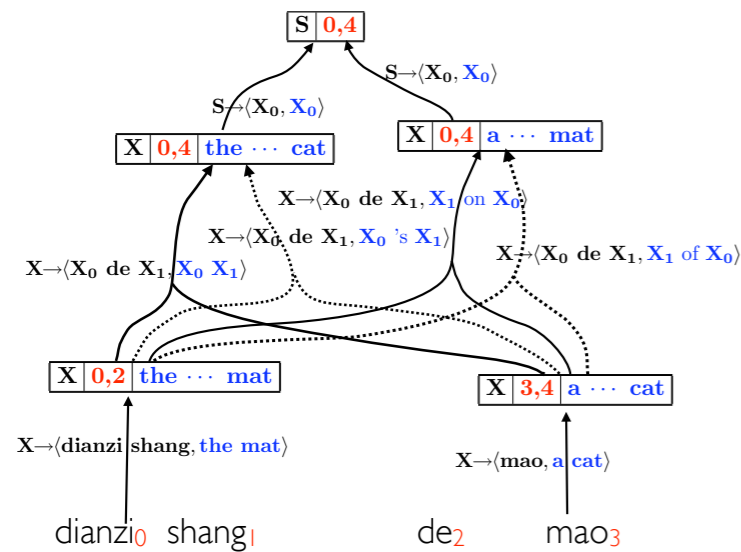 S 0,4
S→⟨X₀, X₀⟩
S→⟨X₀, X₀⟩
X 0,4 the ··· cat
X 0,4 a ··· mat
X→⟨X₀ de X₁, X₁ on X₀⟩
X→⟨X₀ de X₁, X₀ 's X₁⟩
X→⟨X₀ de X₁, X₁ of X₀⟩
X→⟨X₀ de X₁, X₀ X₁⟩
X 0,2 the ··· mat
X 3,4 a ··· cat
X→⟨dianzi shang, the mat⟩
X→⟨mao, a cat⟩
dianzi₀ shang₁ de₂ mao₃